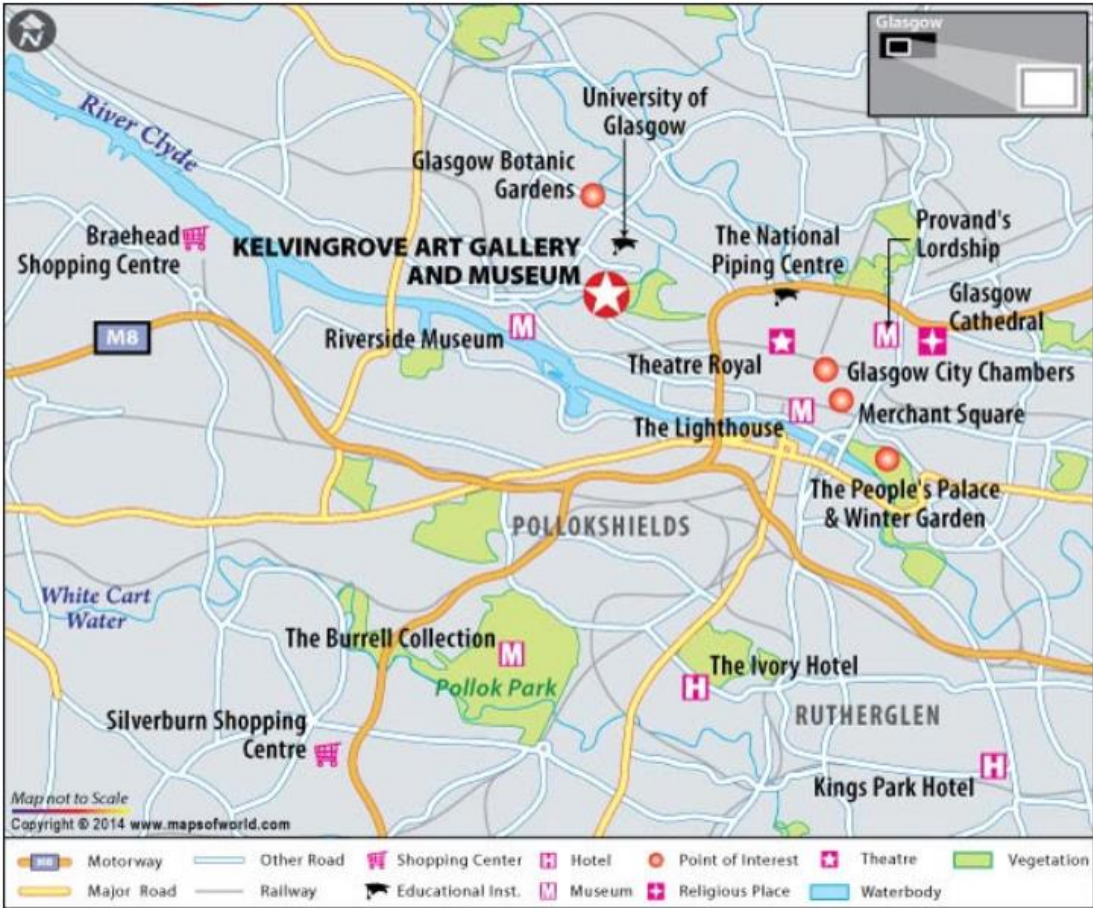 N
Glasgow
River Clyde
University of
Glasgow
Glasgow Botanic
Gardens
Braehead
Shopping Centre
KELVINGROVE ART GALLERY
AND MUSEUM
The National
Piping Centre
Provand's
Lordship
Glasgow
Cathedral
M8
Riverside Museum
M
M
Theatre Royal
Glasgow City Chambers
The Lighthouse
M
Merchant Square
The People's Palace
& Winter Garden
POLLOKSHIELDS
White Cart
Water
The Burrell Collection
M
Pollok Park
The Ivory Hotel
H
RUTHERGLEN
Silverburn Shopping
Centre
Kings Park Hotel
H
Map not to Scale
Copyright © 2014 www.mapsofworld.com
M8 Motorway Other Road Shopping Center H Hotel Point of Interest Theatre Vegetation
Major Road Railway Educational Inst. M Museum Religious Place Waterbody